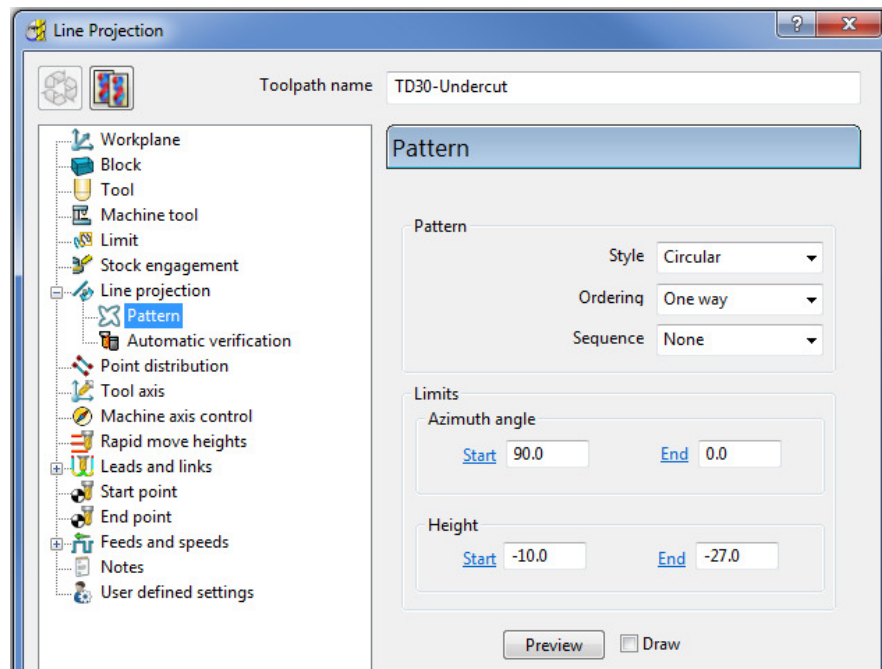 Line Projection
Toolpath name TD30-Undercut
Workplane
Block
Tool
Machine tool
Limit
Stock engagement
Line projection
Pattern
Automatic verification
Point distribution
Tool axis
Machine axis control
Rapid move heights
Leads and links
Start point
End point
Feeds and speeds
Notes
User defined settings
Pattern
Pattern
Style Circular
Ordering One way
Sequence None
Limits
Azimuth angle
Start 90.0 End 0.0
Height
Start -10.0 End -27.0
Preview Draw